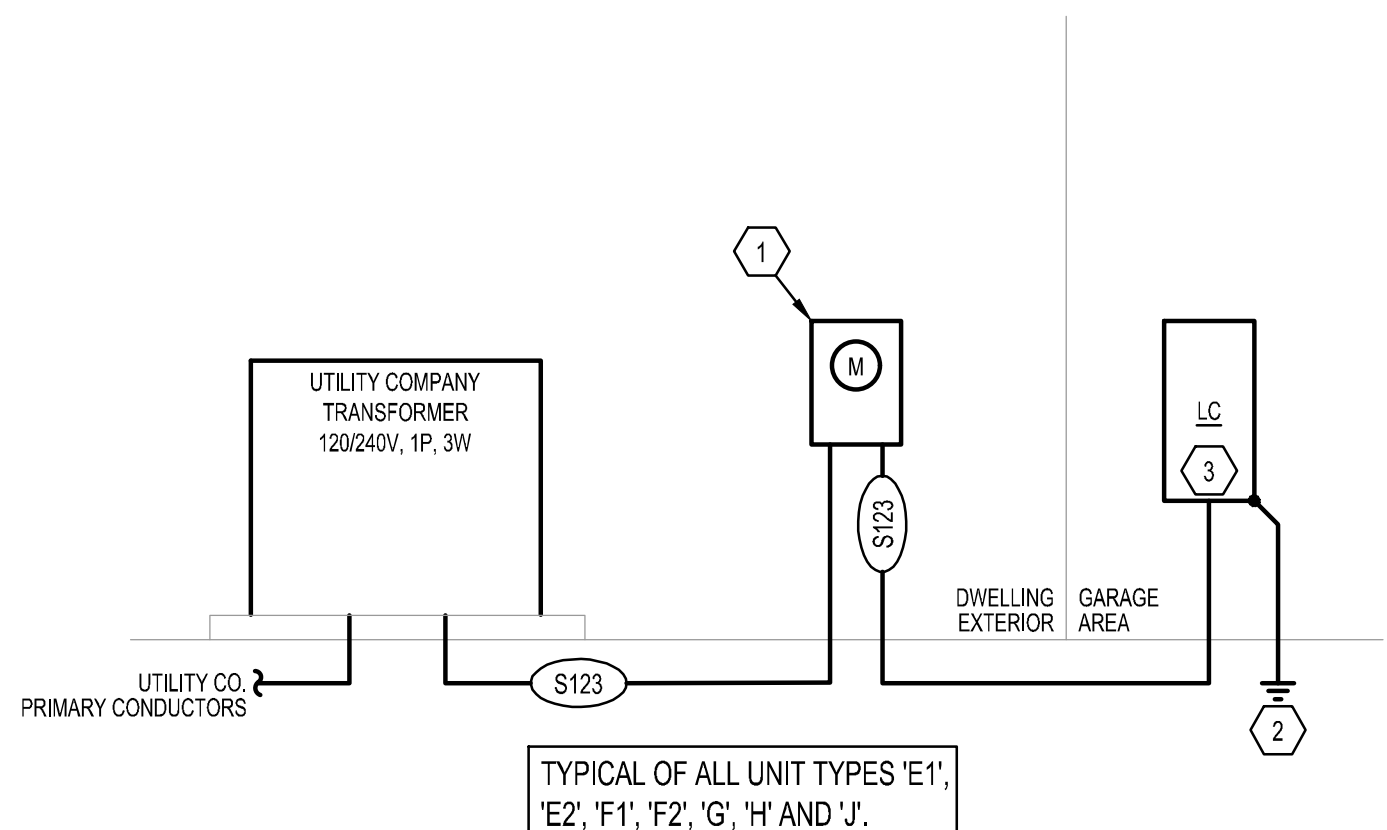 1
M
UTILITY COMPANY
TRANSFORMER
120/240V, 1P, 3W
LC
3
S123
DWELLING
EXTERIOR
GARAGE
AREA
UTILITY CO.
PRIMARY CONDUCTORS
S123
2
TYPICAL OF ALL UNIT TYPES 'E1',
'E2', 'F1', 'F2', 'G', 'H' AND 'J'.